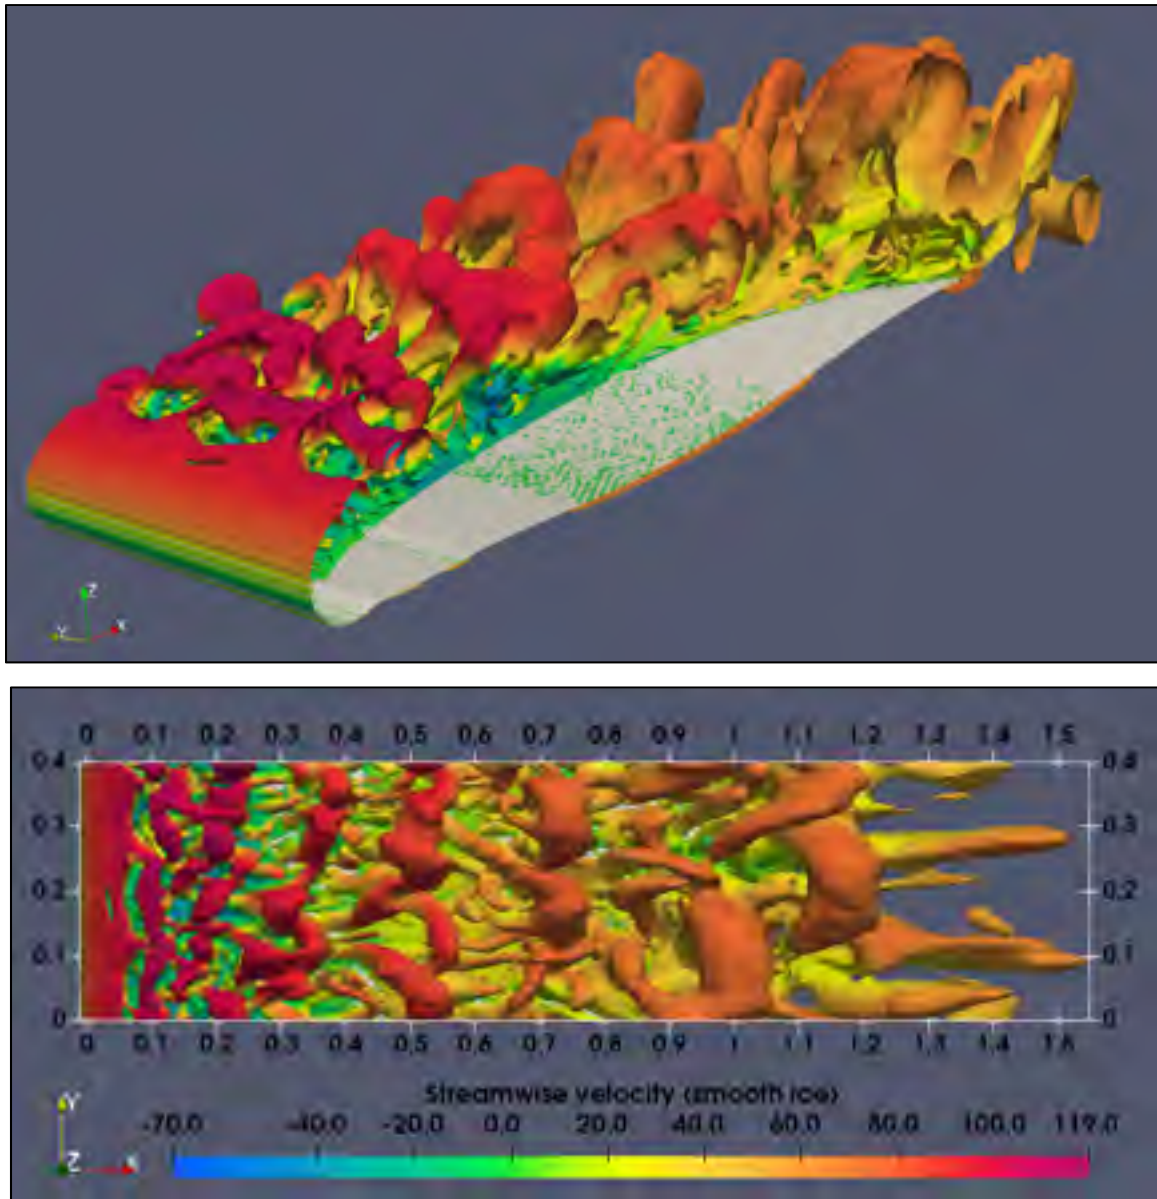 Z
Y X
0 0.1 0.2 0.3 0.4 0.5 0.6 0.7 0.8 0.9 1 1.1 1.2 1.3 1.4 1.5
0.4 0.4
0.3 0.3
0.2 0.2
0.1 0.1
0 0
0 0.1 0.2 0.3 0.4 0.5 0.6 0.7 0.8 0.9 1 1.1 1.2 1.3 1.4 1.5
Streamwise velocity (smooth ice)
-70.0 -40.0 -20.0 0.0 20.0 40.0 60.0 80.0 100.0 119.0
Y
Z X